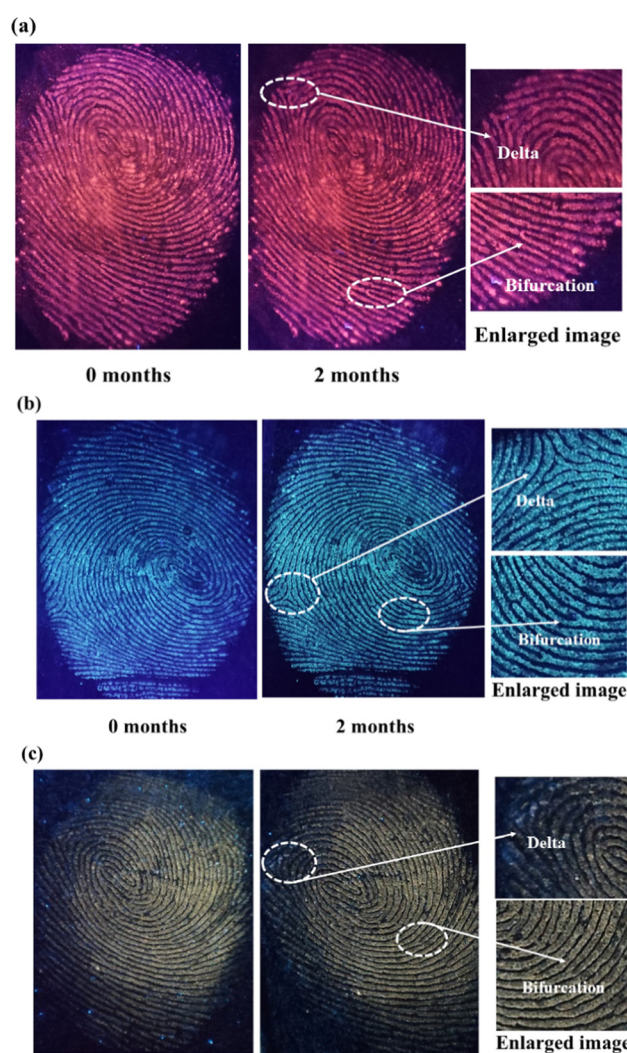 (a)
Delta
Bifurcation
Enlarged image
0 months
2 months
(b)
Delta
Bifurcation
Enlarged image
0 months
2 months
(c)
Delta
Bifurcation
Enlarged image